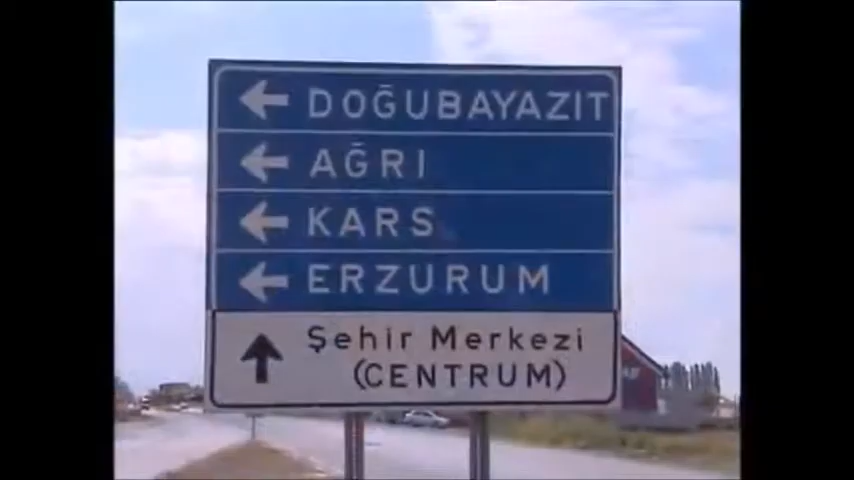 DOĞUBAYAZIT
AĞRI
KARS
ERZURUM
Şehir Merkezi
(CENTRUM)